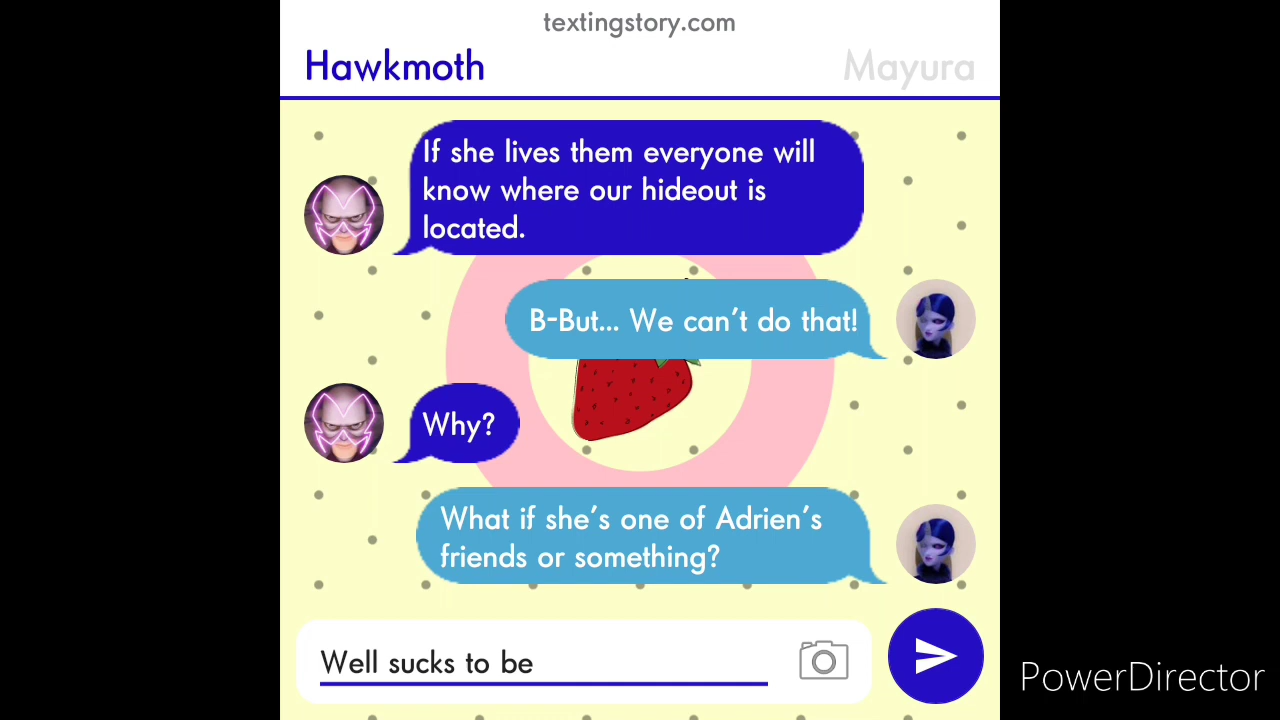 textingstory.com
Hawkmoth
Mayura
If she lives them everyone will
know where our hideout is
located.
B-But... We can't do that!
Why?
What if she's one of Adrien's
friends or something?
Well sucks to be
PowerDirector